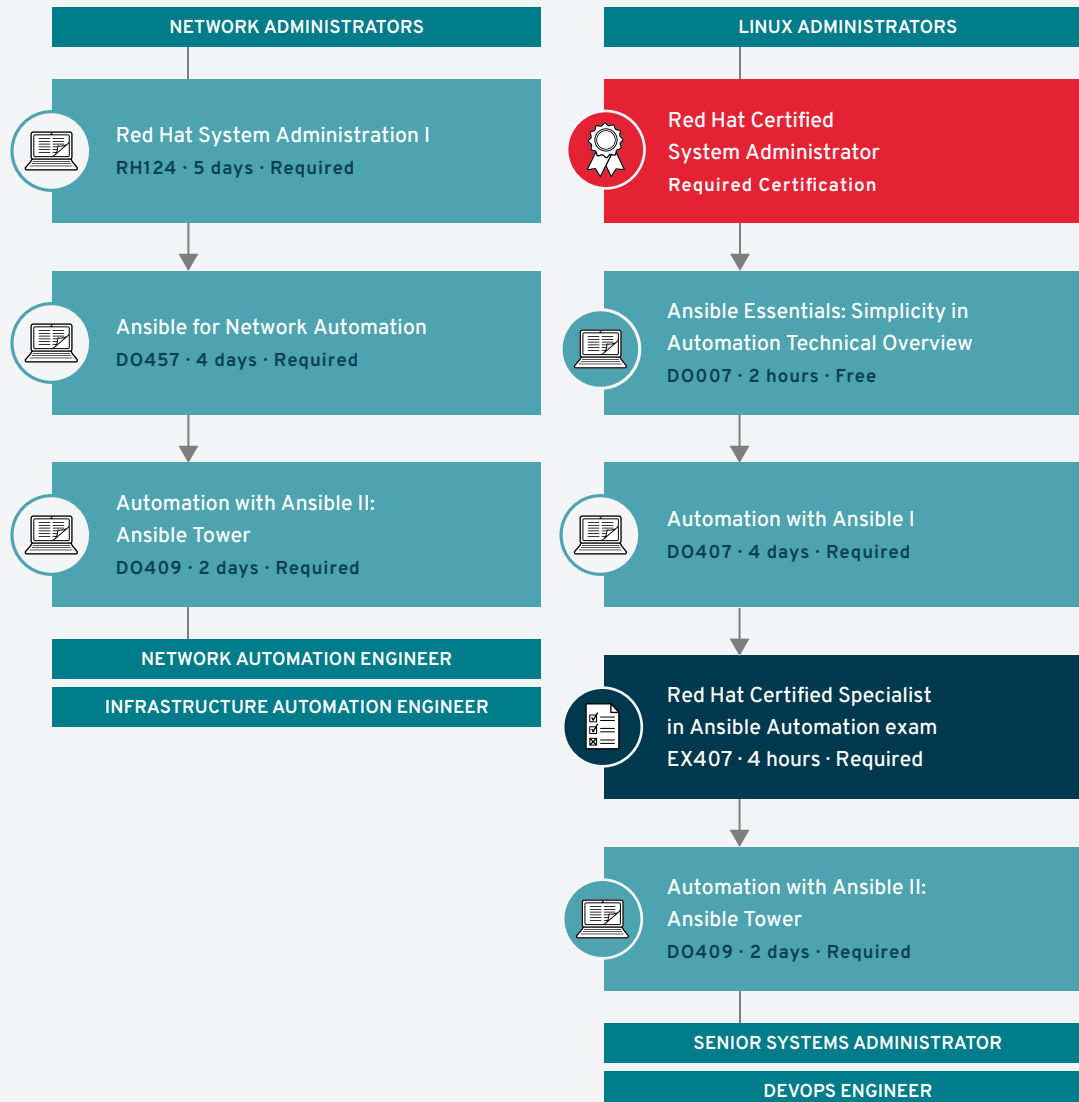 NETWORK ADMINISTRATORS
Red Hat System Administration I
RH124 · 5 days · Required
Ansible for Network Automation
DO457 · 4 days · Required
Automation with Ansible II:
Ansible Tower
DO409 · 2 days · Required
NETWORK AUTOMATION ENGINEER
INFRASTRUCTURE AUTOMATION ENGINEER
LINUX ADMINISTRATORS
Red Hat Certified
System Administrator
Required Certification
Ansible Essentials: Simplicity in
Automation Technical Overview
DO007 · 2 hours · Free
Automation with Ansible I
DO407 · 4 days · Required
Red Hat Certified Specialist
in Ansible Automation exam
EX407 · 4 hours · Required
Automation with Ansible II:
Ansible Tower
DO409 · 2 days · Required
SENIOR SYSTEMS ADMINISTRATOR
DEVOPS ENGINEER